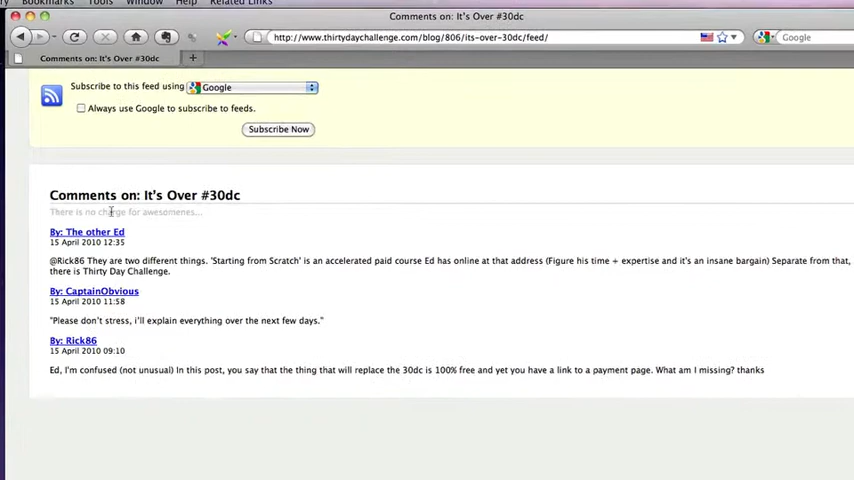 Bookmarks Tools Window Help Related Links
Comments on: It's Over #30dc
http://www.thirtydaychallenge.com/blog/806/its-over-30dc/feed/
Google
Comments on: It's Over #30dc
Subscribe to this feed using Google
Always use Google to subscribe to feeds.
Subscribe Now
Comments on: It's Over #30dc
There is no charge for awesomenes...
By: The other Ed
15 April 2010 12:35
@Rick86 They are two different things. 'Starting from Scratch' is an accelerated paid course Ed has online at that address (Figure his time + expertise and it's an insane bargain) Separate from that,
there is Thirty Day Challenge.
By: CaptainObvious
15 April 2010 11:58
"Please don't stress, i'll explain everything over the next few days."
By: Rick86
15 April 2010 09:10
Ed, I'm confused (not unusual) In this post, you say that the thing that will replace the 30dc is 100% free and yet you have a link to a payment page. What am I missing? thanks